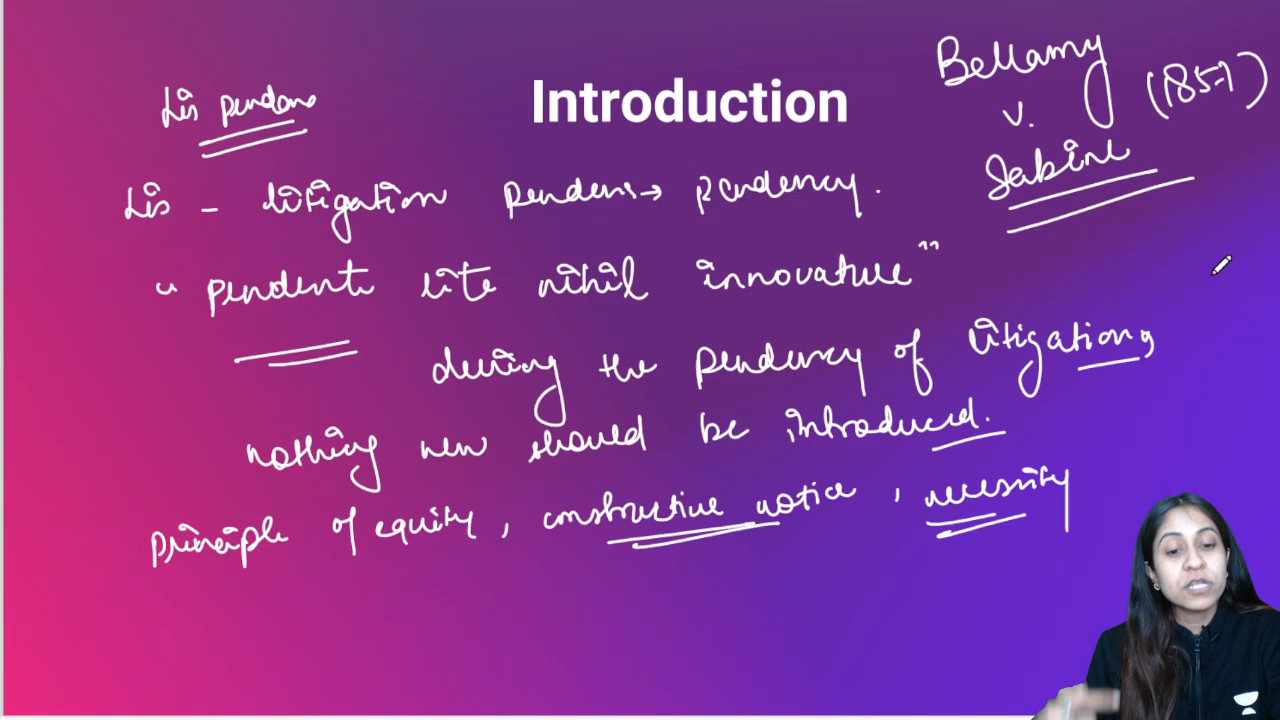 Introduction
Bellamy
v.
Sabine
(1857)
Lis pendens
Lis - litigation pendens → pendency.
" pendente lite nihil innovature "
during the pendency of litigation,
nothing new should be introduced.
principle of equity, constructive notice, necessity